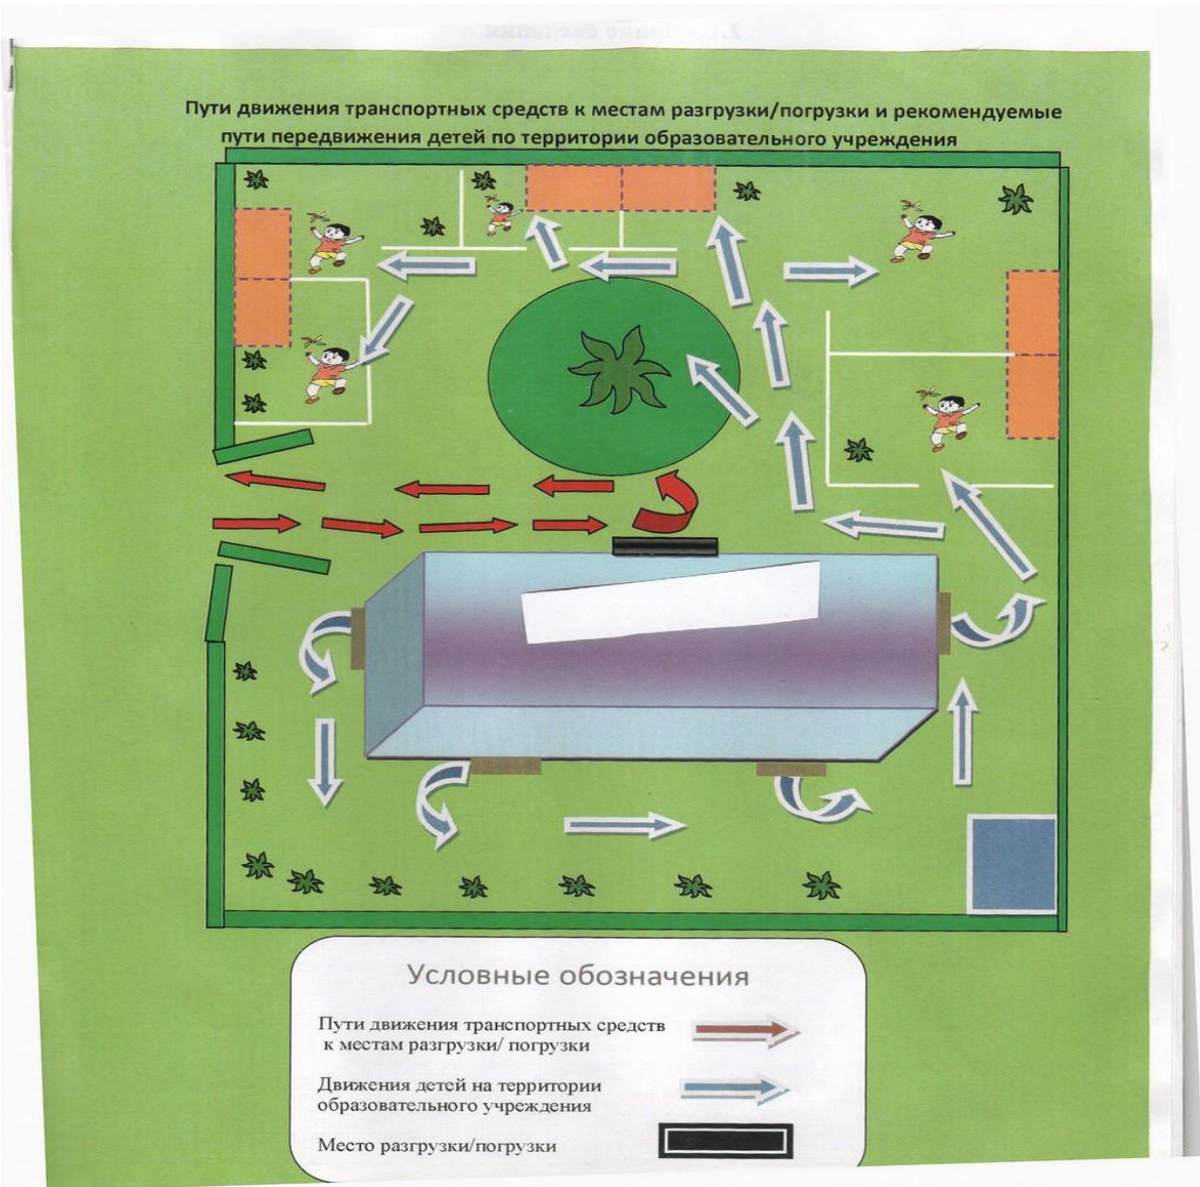 Пути движения транспортных средств к местам разгрузки/погрузки и рекомендуемые
пути передвижения детей по территории образовательного учреждения
Условные обозначения
Пути движения транспортных средств
к местам разгрузки/ погрузки
Движения детей на территории
образовательного учреждения
Место разгрузки/погрузки